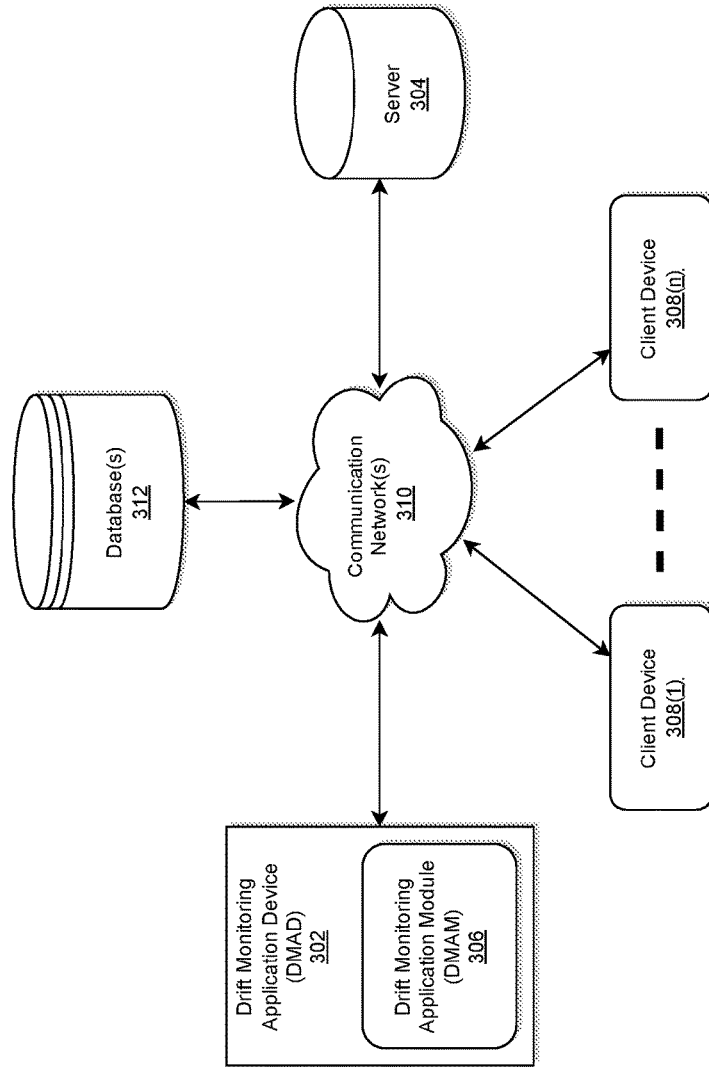 Database(s)
312
Drift Monitoring
Application Device
(DMAD)
302
Drift Monitoring
Application Module
(DMAM)
306
Communication
Network(s)
310
Server
304
Client Device
308(1)
Client Device
308(n)